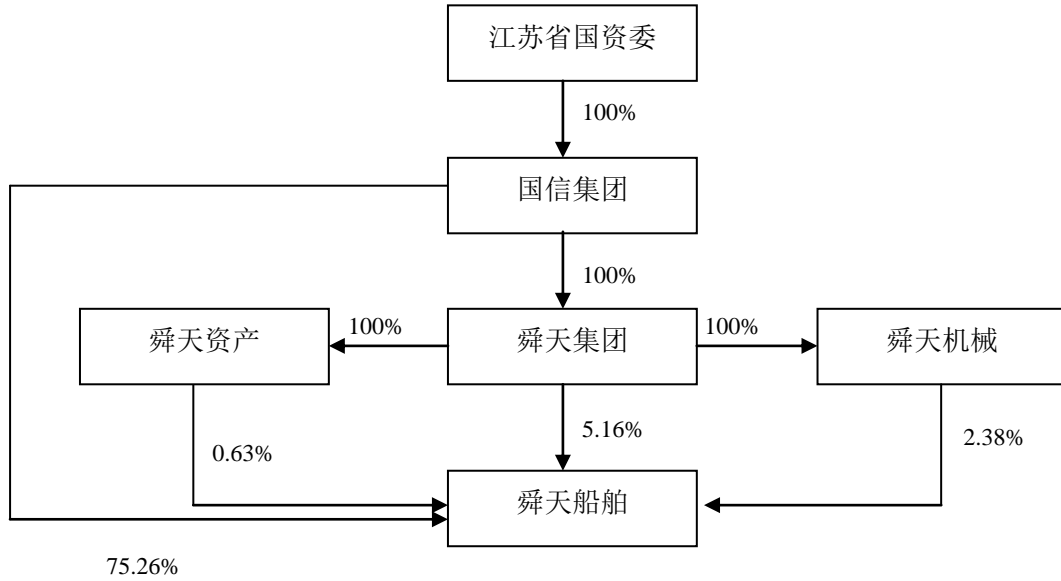 江苏省国资委
100%
国信集团
100%
舜天资产
100%
舜天集团
100%
舜天机械
0.63%
5.16%
2.38%
舜天船舶
75.26%